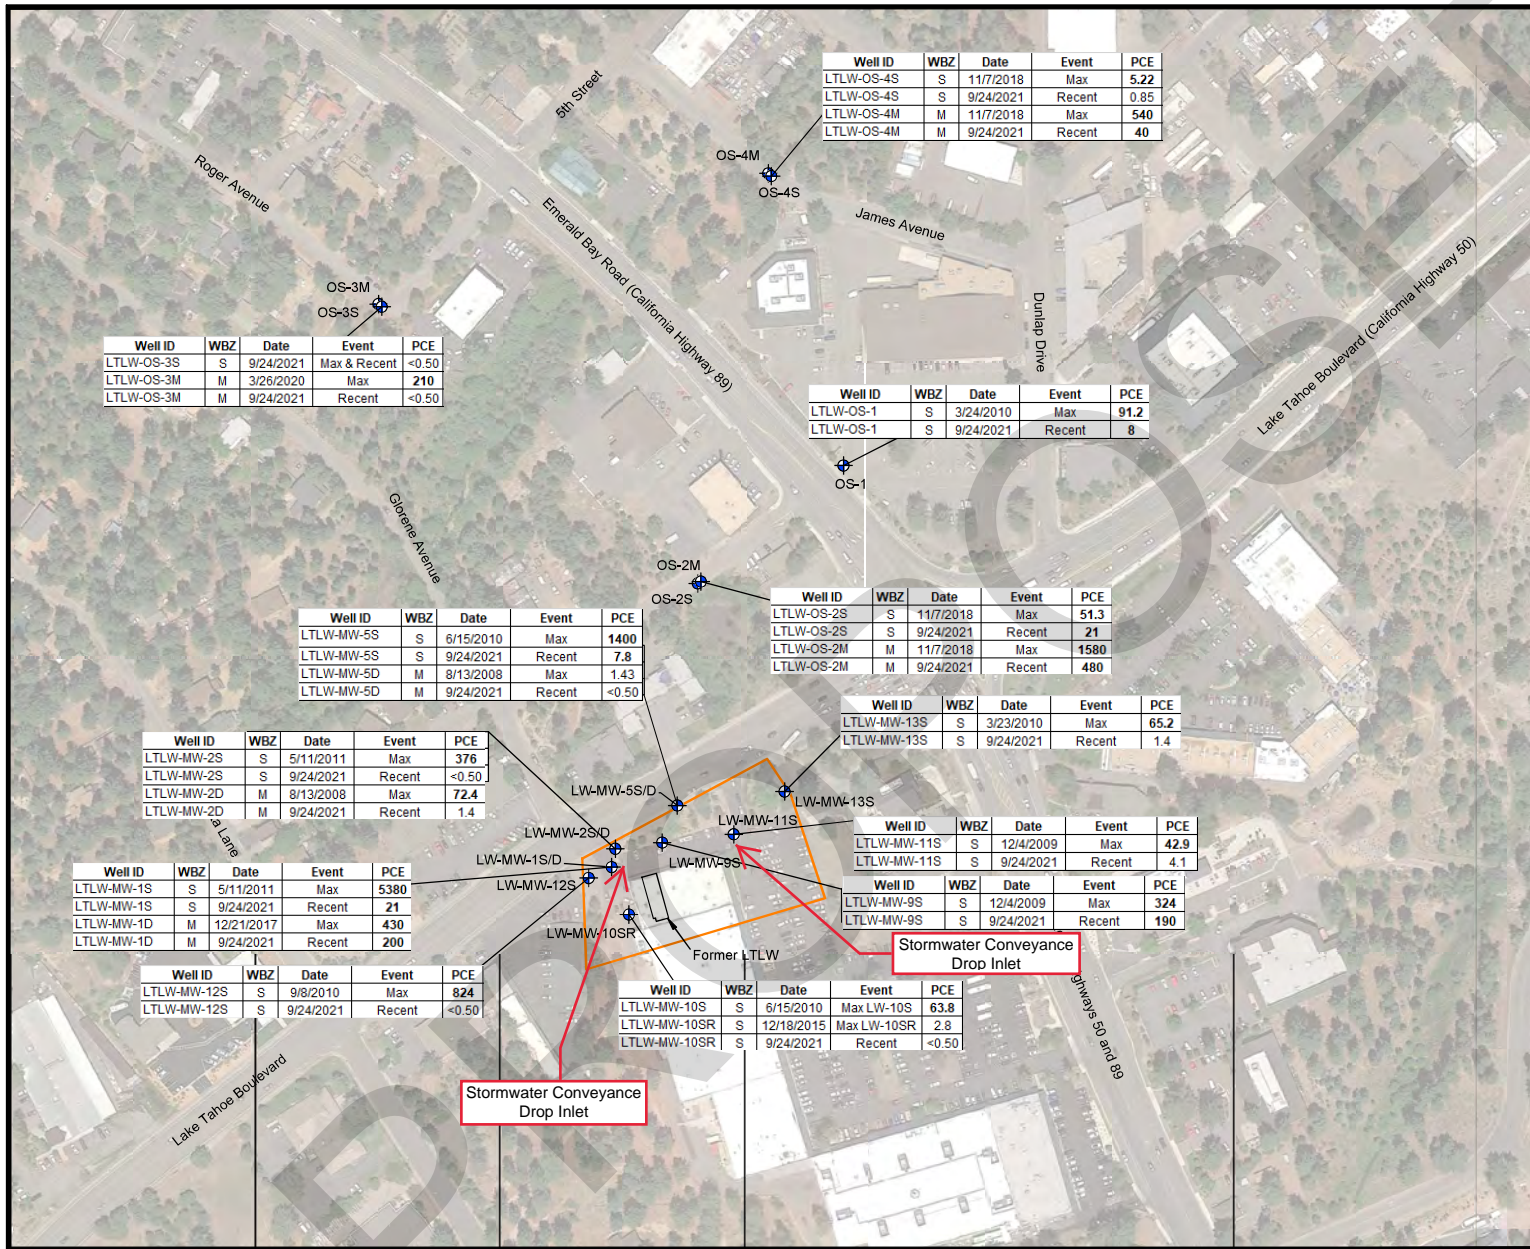 5th Street
Roger Avenue
Emerald Bay Road (California Highway 89)
James Avenue
Dunlap Drive
Lake Tahoe Boulevard (California Highway 50)
Glorene Avenue
Well ID WBZ Date Event PCE
LTLW-OS-4S S 11/7/2018 Max 5.22
LTLW-OS-4S S 9/24/2021 Recent 0.85
LTLW-OS-4M M 11/7/2018 Max 540
LTLW-OS-4M M 9/24/2021 Recent 40
OS-4M
OS-4S
OS-3M
OS-3S
Well ID WBZ Date Event PCE
LTLW-OS-3S S 9/24/2021 Max & Recent <0.50
LTLW-OS-3M M 3/26/2020 Max 210
LTLW-OS-3M M 9/24/2021 Recent <0.50
Well ID WBZ Date Event PCE
LTLW-OS-1 S 3/24/2010 Max 91.2
LTLW-OS-1 S 9/24/2021 Recent 8
OS-1
OS-2M
OS-2S
Well ID WBZ Date Event PCE
LTLW-OS-2S S 11/7/2018 Max 51.3
LTLW-OS-2S S 9/24/2021 Recent 21
LTLW-OS-2M M 11/7/2018 Max 1580
LTLW-OS-2M M 9/24/2021 Recent 480
Well ID WBZ Date Event PCE
LTLW-MW-5S S 6/15/2010 Max 1400
LTLW-MW-5S S 9/24/2021 Recent 7.8
LTLW-MW-5D M 8/13/2008 Max 1.43
LTLW-MW-5D M 9/24/2021 Recent <0.50
Well ID WBZ Date Event PCE
LTLW-MW-13S S 3/23/2010 Max 65.2
LTLW-MW-13S S 9/24/2021 Recent 1.4
Well ID WBZ Date Event PCE
LTLW-MW-2S S 5/11/2011 Max 376
LTLW-MW-2S S 9/24/2021 Recent <0.50
LTLW-MW-2D M 8/13/2008 Max 72.4
LTLW-MW-2D M 9/24/2021 Recent 1.4
Lane
LW-MW-5S/D
LW-MW-13S
LW-MW-11S
LW-MW-2S/D
LW-MW-1S/D
LW-MW-9S
LW-MW-12S
LW-MW-10SR
Former LTLW
Well ID WBZ Date Event PCE
LTLW-MW-11S S 12/4/2009 Max 42.9
LTLW-MW-11S S 9/24/2021 Recent 4.1
Well ID WBZ Date Event PCE
LTLW-MW-1S S 5/11/2011 Max 5380
LTLW-MW-1S S 9/24/2021 Recent 21
LTLW-MW-1D M 12/21/2017 Max 430
LTLW-MW-1D M 9/24/2021 Recent 200
Well ID WBZ Date Event PCE
LTLW-MW-9S S 12/4/2009 Max 324
LTLW-MW-9S S 9/24/2021 Recent 190
Stormwater Conveyance
Drop Inlet
Well ID WBZ Date Event PCE
LTLW-MW-12S S 9/8/2010 Max 824
LTLW-MW-12S S 9/24/2021 Recent <0.50
Well ID WBZ Date Event PCE
LTLW-MW-10S S 6/15/2010 Max LW-10S 63.8
LTLW-MW-10SR S 12/18/2015 Max LW-10SR 2.8
LTLW-MW-10SR S 9/24/2021 Recent <0.50
ghways 50 and 89
Stormwater Conveyance
Drop Inlet
Lake Tahoe Boulevard